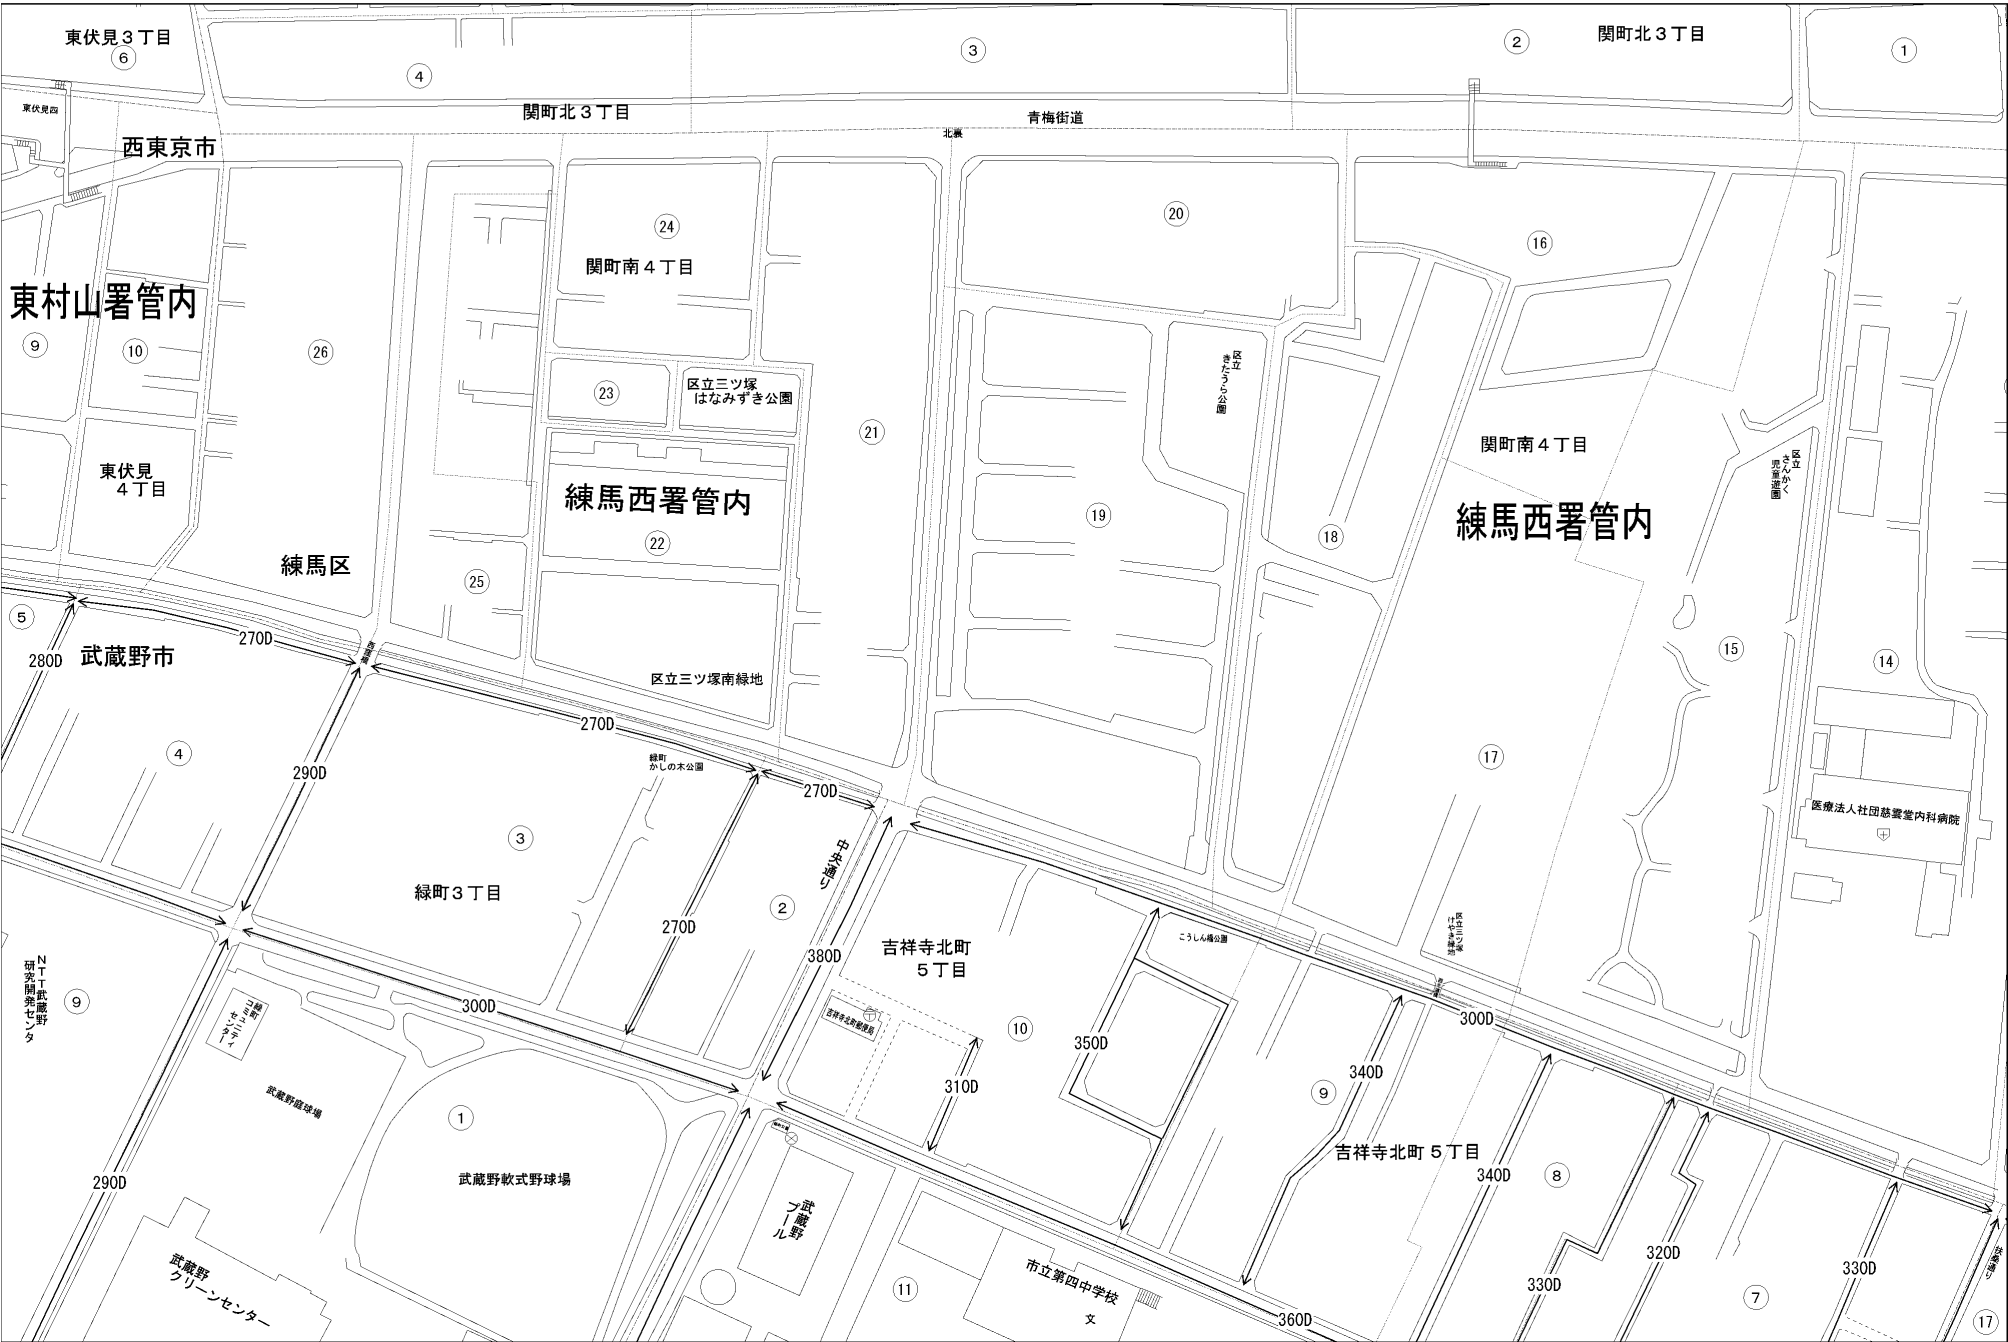 東伏見３丁目
6
4
3
2
関町北３丁目
1
東伏見四
関町北３丁目
青梅街道
北裏
西東京市
24
20
16
関町南４丁目
東村山署管内
9
10
26
23
区立三ツ塚
はなみずき公園
21
区立
きたうら公園
東伏見
４丁目
練馬西署管内
22
19
18
関町南４丁目
練馬西署管内
区立
さんかく
児童遊園
練馬区
25
5
270D
280D
武蔵野市
区立三ツ塚南緑地
15
14
4
290D
270D
緑町
かしの木公園
270D
17
医療法人社団慈雲堂内科病院
3
緑町３丁目
中央通り
2
270D
380D
吉祥寺北町
５丁目
こうしん橋公園
区立三ツ塚
けやき緑地
ＮＴＴ武蔵野
研究開発センタ
9
緑町
コミュニティ
センター
300D
吉祥寺北町郵便局
10
350D
310D
300D
340D
9
武蔵野庭球場
1
武蔵野軟式野球場
吉祥寺北町５丁目
340D
8
290D
武蔵野
プール
武蔵野
クリーンセンター
11
市立第四中学校
文
360D
330D
320D
7
330D
扶桑通り
17